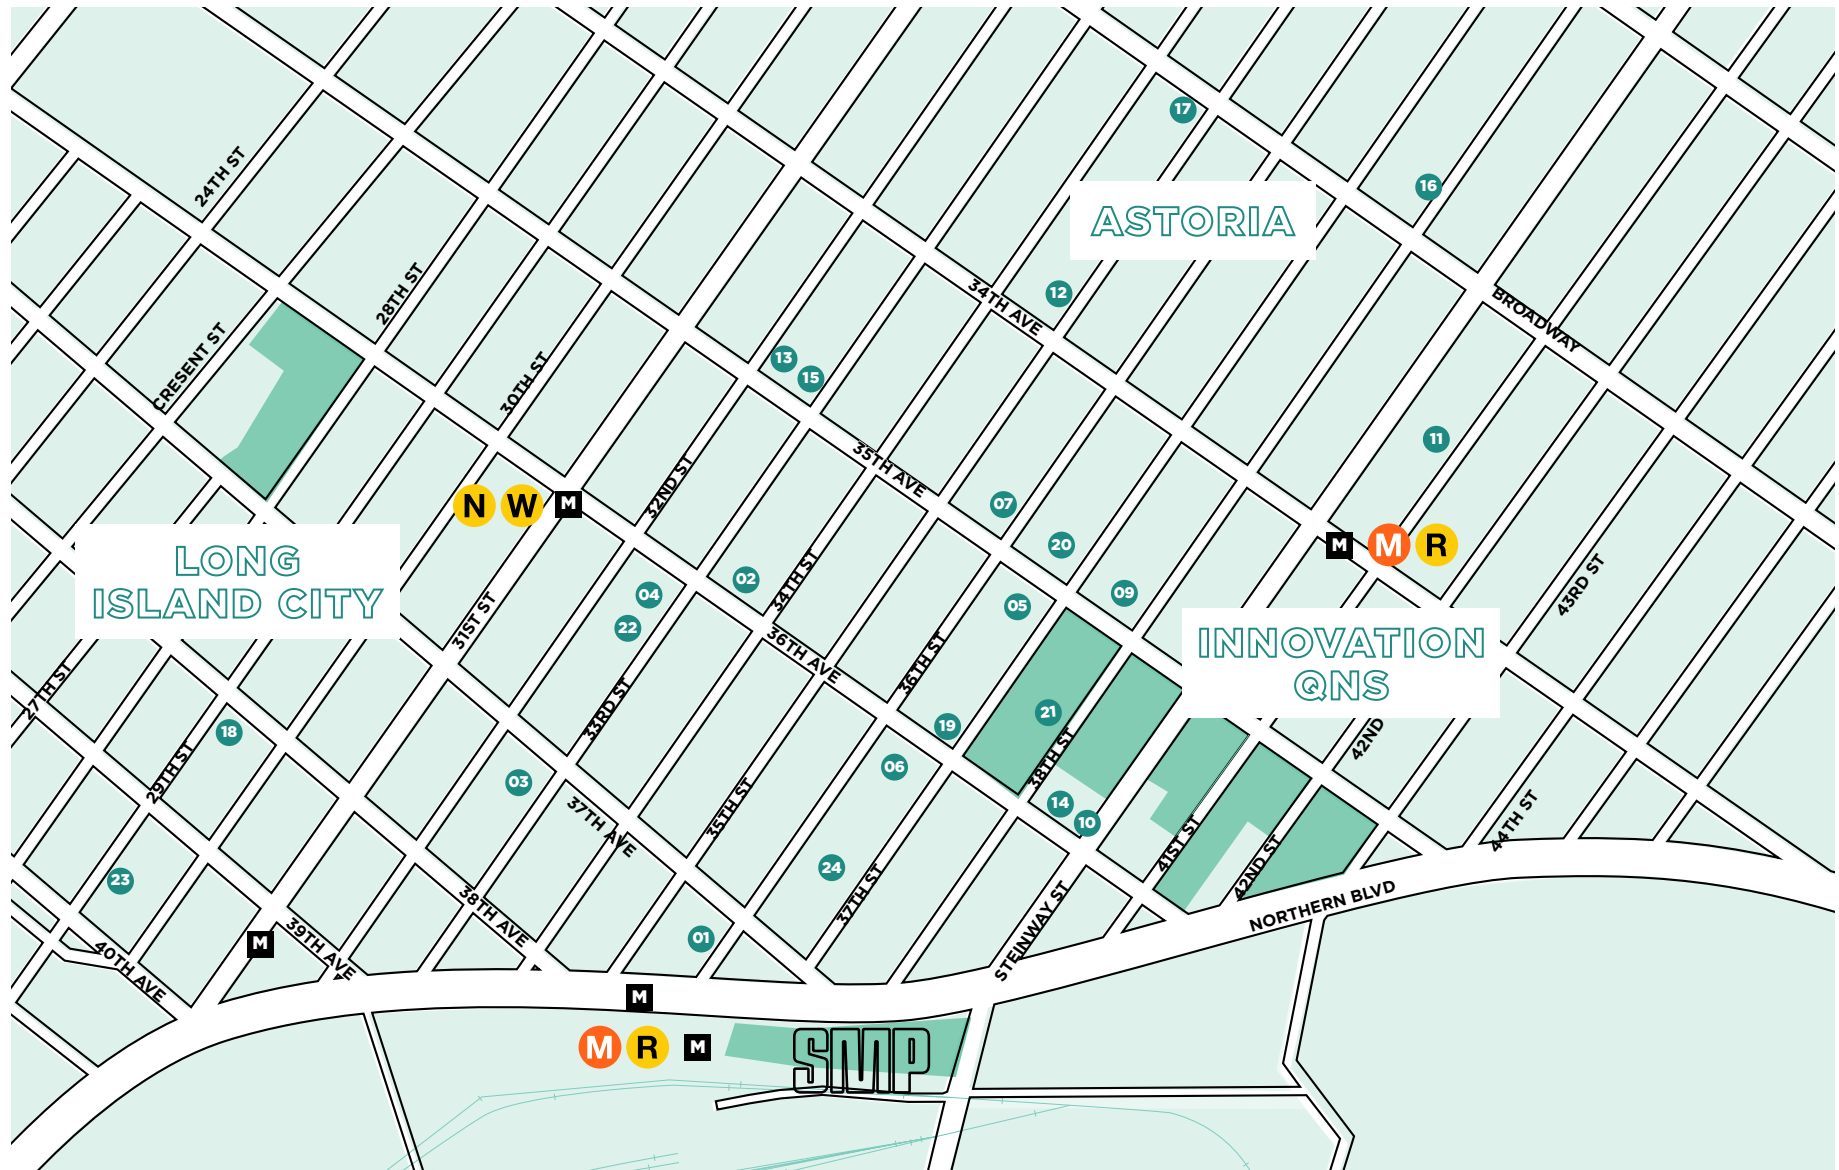 17
16
24TH ST
ASTORIA
28TH ST
12
34TH AVE
BROADWAY
CRESENT ST
30TH ST
13
15
11
32ND ST
35TH AVE
N W M
07
20
M M R
LONG
ISLAND CITY
04
02
34TH ST
05
09
43RD ST
31ST ST
22
36TH AVE
INNOVATION
QNS
27TH ST
36TH ST
33RD ST
21
18
19
42ND
29TH ST
03
06
38TH ST
14
10
35TH ST
37TH AVE
41ST ST
44TH ST
24
23
37TH ST
42ND ST
38TH AVE
NORTHERN BLVD
01
M
39TH AVE
STEINWAY ST
40TH AVE
M
M R M
SMP